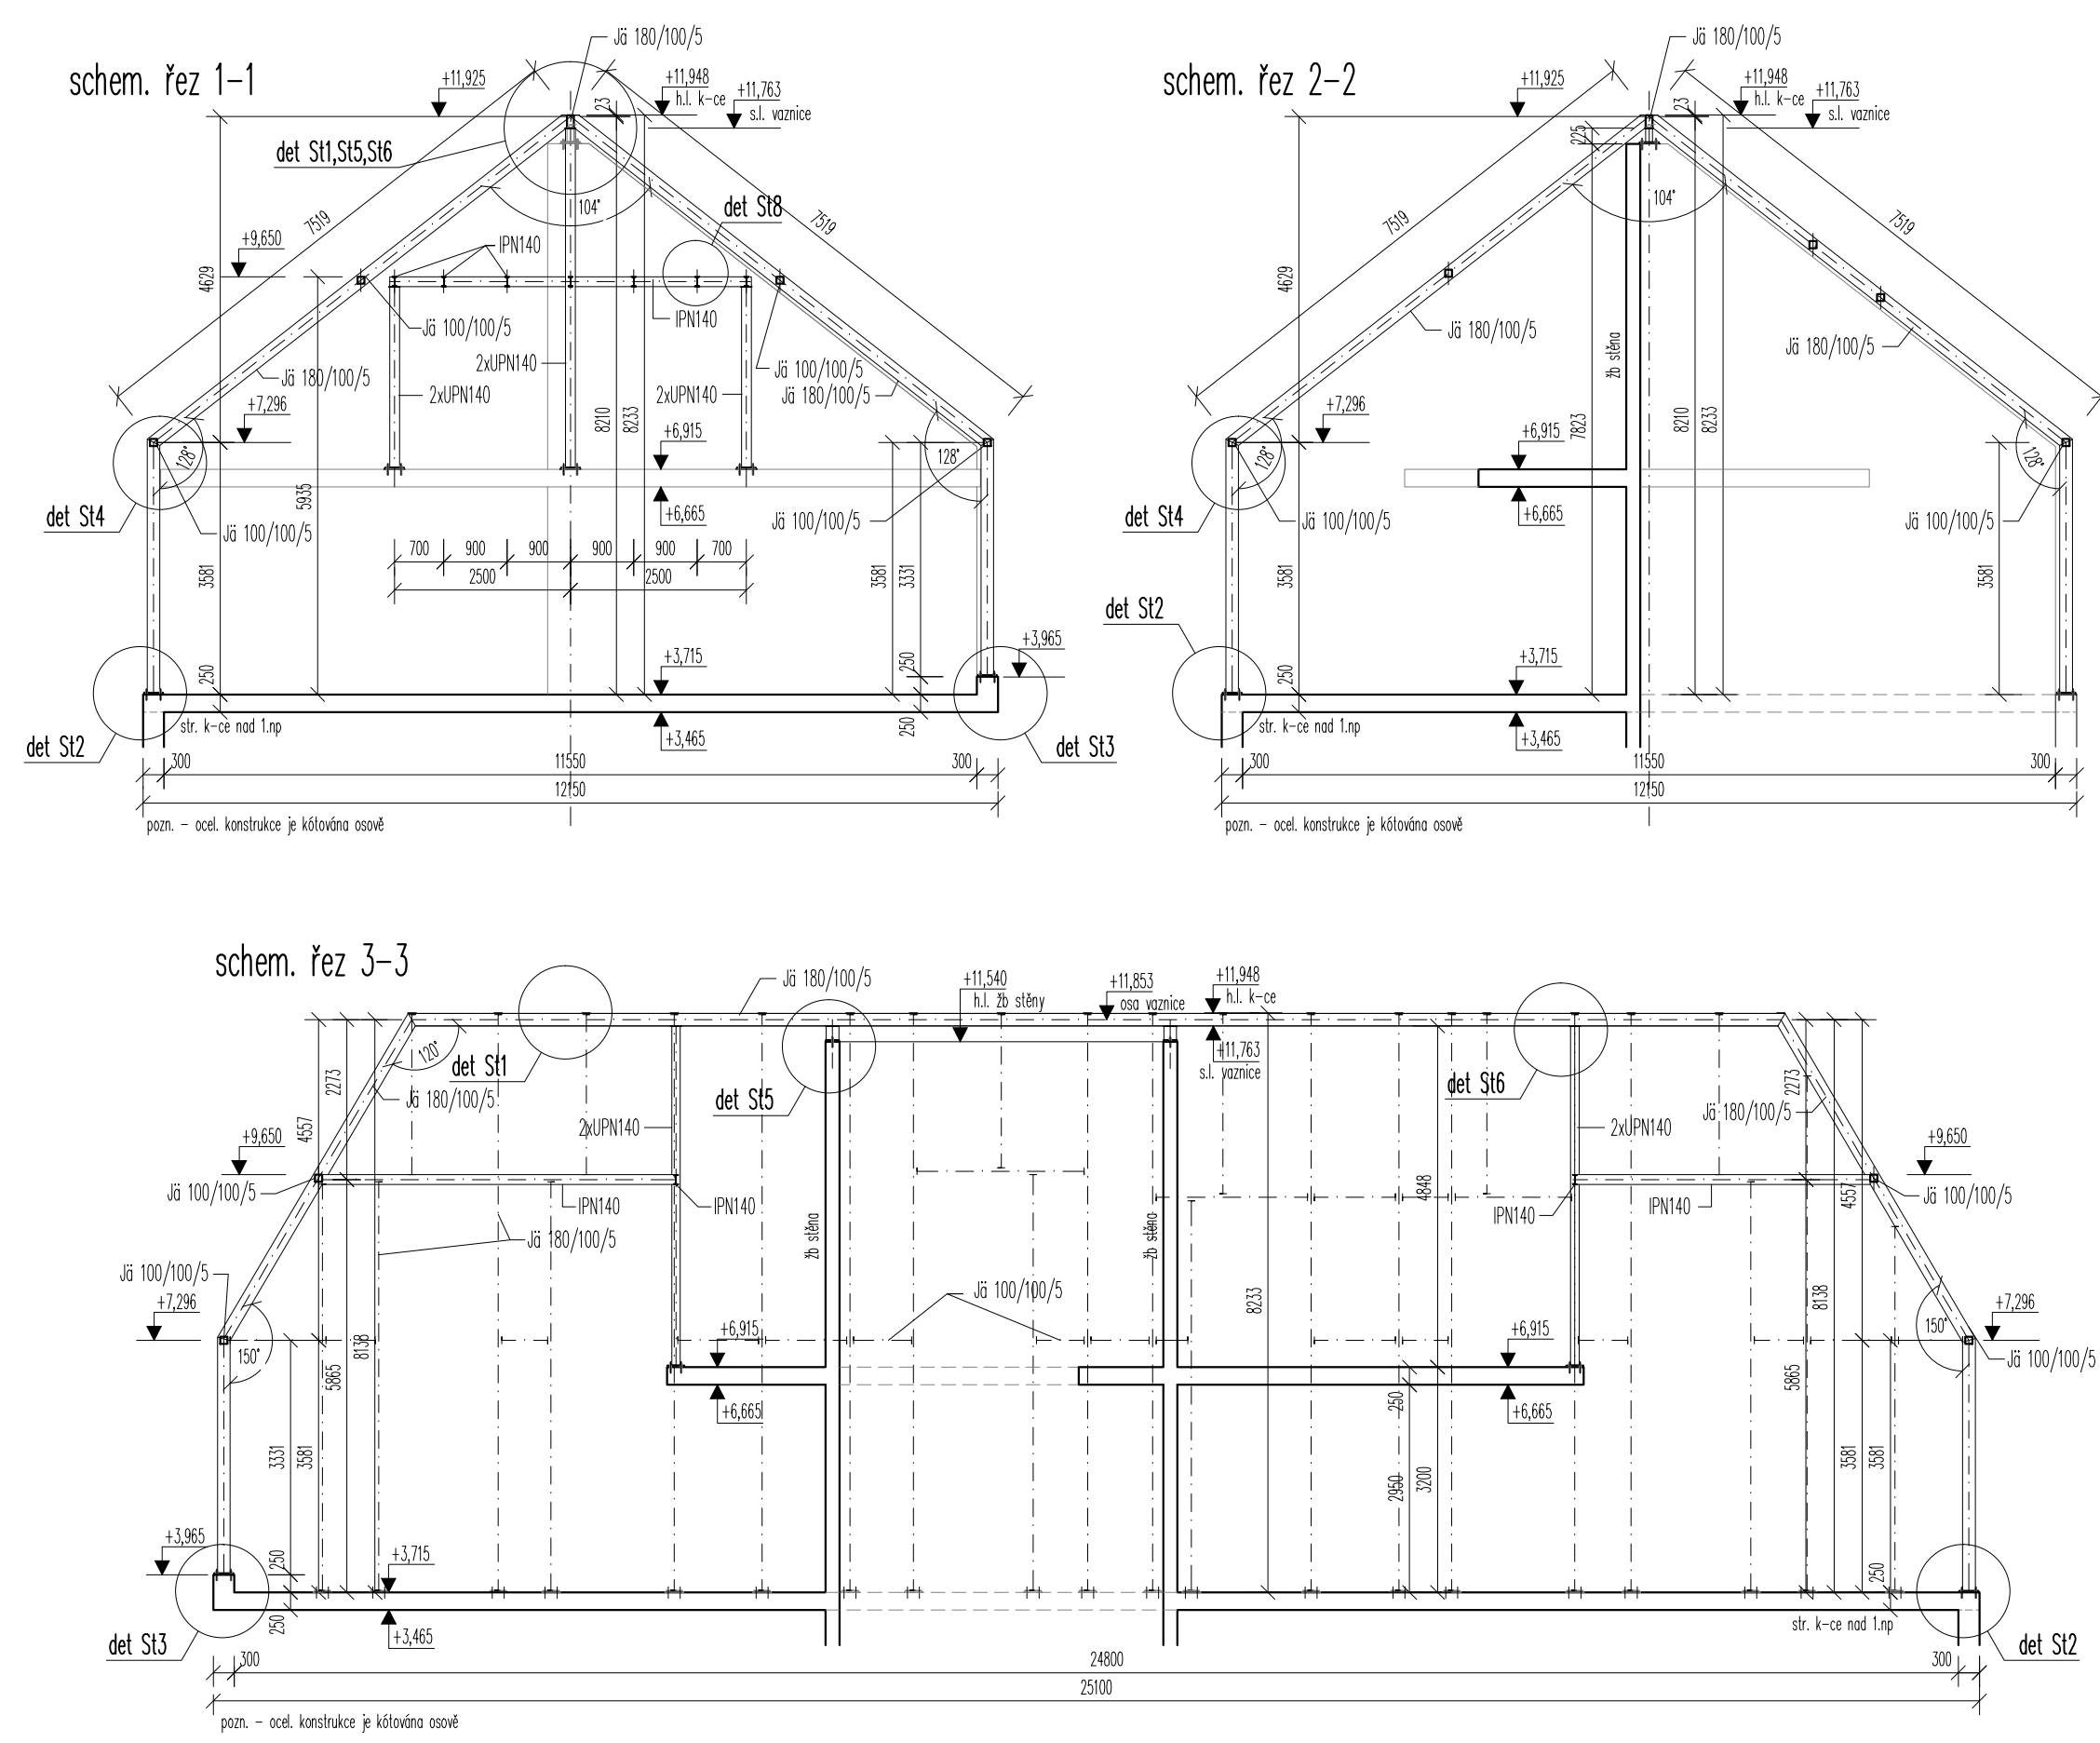 schem. řez 1-1
Jä 180/100/5
+11,925
23
+11,948
h.l. k-ce
+11,763
s.l. vaznice
det St1,St5,St6
104°
7519
7519
det St8
+9,650
IPN140
4629
IPN140
Jä 100/100/5
2xUPN140
Jä 180/100/5
2xUPN140
2xUPN140
Jä 100/100/5
Jä 180/100/5
+7,296
8210
8233
+6,915
128°
128°
5935
det St4
Jä 100/100/5
+6,665
Jä 100/100/5
700
900
900
900
900
700
2500
2500
3581
3581
3331
+3,965
250
+3,715
250
str. k-ce nad 1.np
250
+3,465
det St2
det St3
300
11550
300
12150
pozn. - ocel. konstrukce je kótována osově
schem. řez 2-2
Jä 180/100/5
+11,925
23
+11,948
h.l. k-ce
+11,763
s.l. vaznice
225
104°
7519
7519
4629
Jä 180/100/5
žb stěna
Jä 180/100/5
+7,296
7823
8210
8233
+6,915
128°
128°
det St4
Jä 100/100/5
+6,665
Jä 100/100/5
3581
3581
det St2
250
+3,715
str. k-ce nad 1.np
+3,465
300
11550
300
12150
pozn. - ocel. konstrukce je kótována osově
schem. řez 3-3
Jä 180/100/5
+11,540
h.l. žb stěny
+11,853
osa vaznice
+11,948
h.l. k-ce
120°
det St1
+11,763
s.l. vaznice
2273
Jä 180/100/5
det St5
det St6
2273
Jä 180/100/5
4557
2xUPN140
2xUPN140
+9,650
+9,650
Jä 100/100/5
IPN140
IPN140
4848
IPN140
IPN140
4557
Jä 100/100/5
Jä 180/100/5
žb stěna
žb stěna
Jä 100/100/5
Jä 100/100/5
8233
8138
+7,296
+7,296
150°
8138
5865
+6,915
+6,915
150°
Jä 100/100/5
5865
+6,665
250
+6,665
3331
3581
2950
3200
3581
3581
+3,965
250
+3,715
250
250
+3,465
str. k-ce nad 1.np
det St3
det St2
300
24800
300
25100
pozn. - ocel. konstrukce je kótována osově